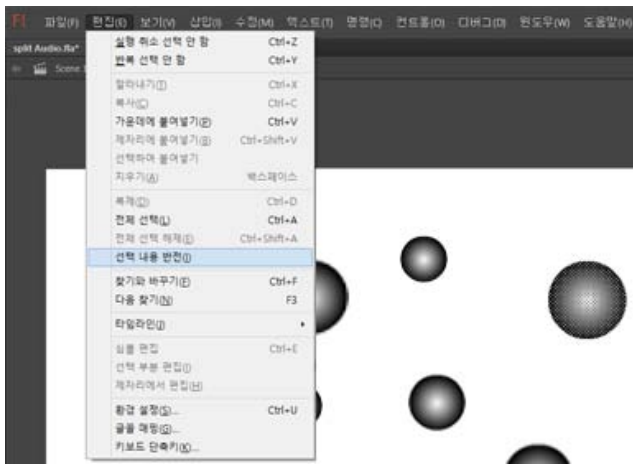 Fl 파일(F) 편집(E) 보기(V) 삽입(I) 수정(M) 텍스트(T) 명령(C) 컨트롤(O) 디버그(D) 윈도우(W) 도움말(H)
split Audio.fla*
Scene
실행 취소 선택 안 함 Ctrl+Z
반복 선택 안 함 Ctrl+Y
잘라내기(T) Ctrl+X
복사(C) Ctrl+C
가운데에 붙여넣기(P) Ctrl+V
제자리에 붙여넣기(B) Ctrl+Shift+V
선택하여 붙여넣기
지우기(A) 백스페이스
복제(D) Ctrl+D
전체 선택(L) Ctrl+A
전체 선택 해제(E) Ctrl+Shift+A
선택 내용 반전(I)
찾기와 바꾸기(F) Ctrl+F
다음 찾기(N) F3
타임라인(J)
심볼 편집 Ctrl+E
선택 부분 편집(I)
제자리에서 편집(H)
환경 설정(S)... Ctrl+U
글꼴 매핑(G)...
키보드 단축키(K)...